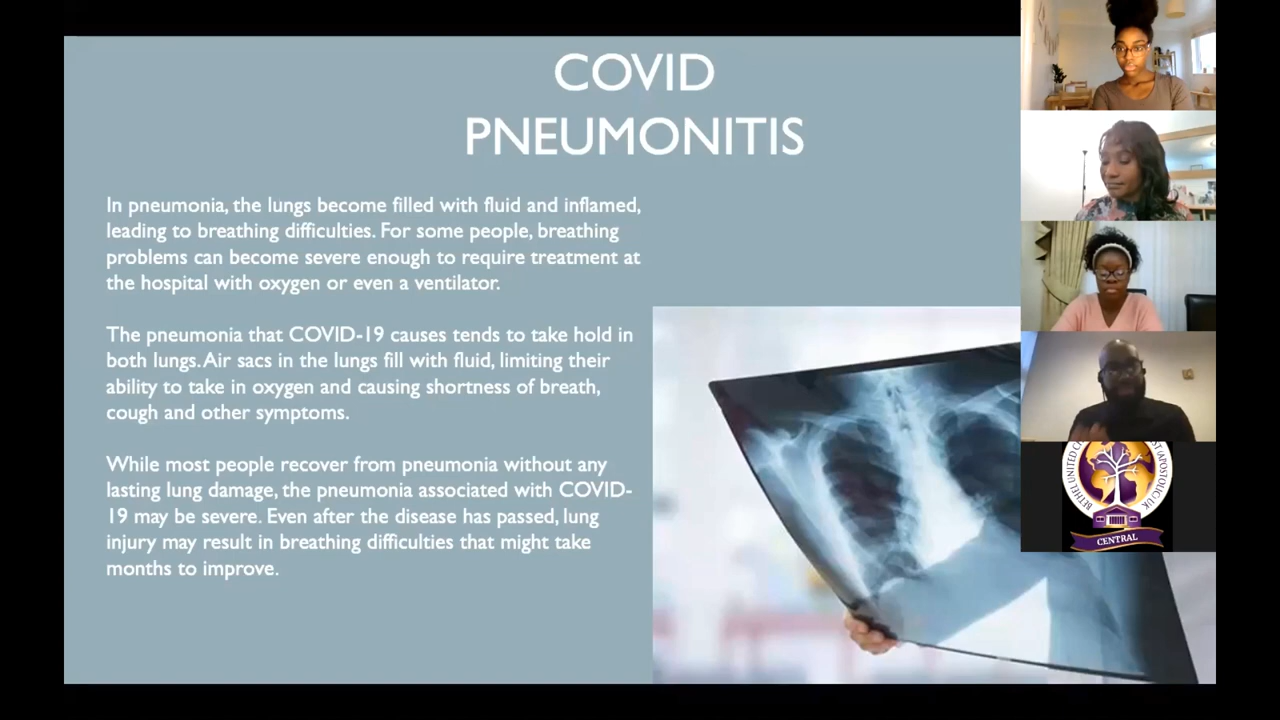 COVID
PNEUMONITIS
In pneumonia, the lungs become filled with fluid and inflamed,
leading to breathing difficulties. For some people, breathing
problems can become severe enough to require treatment at
the hospital with oxygen or even a ventilator.
The pneumonia that COVID-19 causes tends to take hold in
both lungs. Air sacs in the lungs fill with fluid, limiting their
ability to take in oxygen and causing shortness of breath,
cough and other symptoms.
While most people recover from pneumonia without any
lasting lung damage, the pneumonia associated with COVID-
19 may be severe. Even after the disease has passed, lung
injury may result in breathing difficulties that might take
months to improve.
BETHEL UNITED (APOSTOLIC UK
CENTRAL